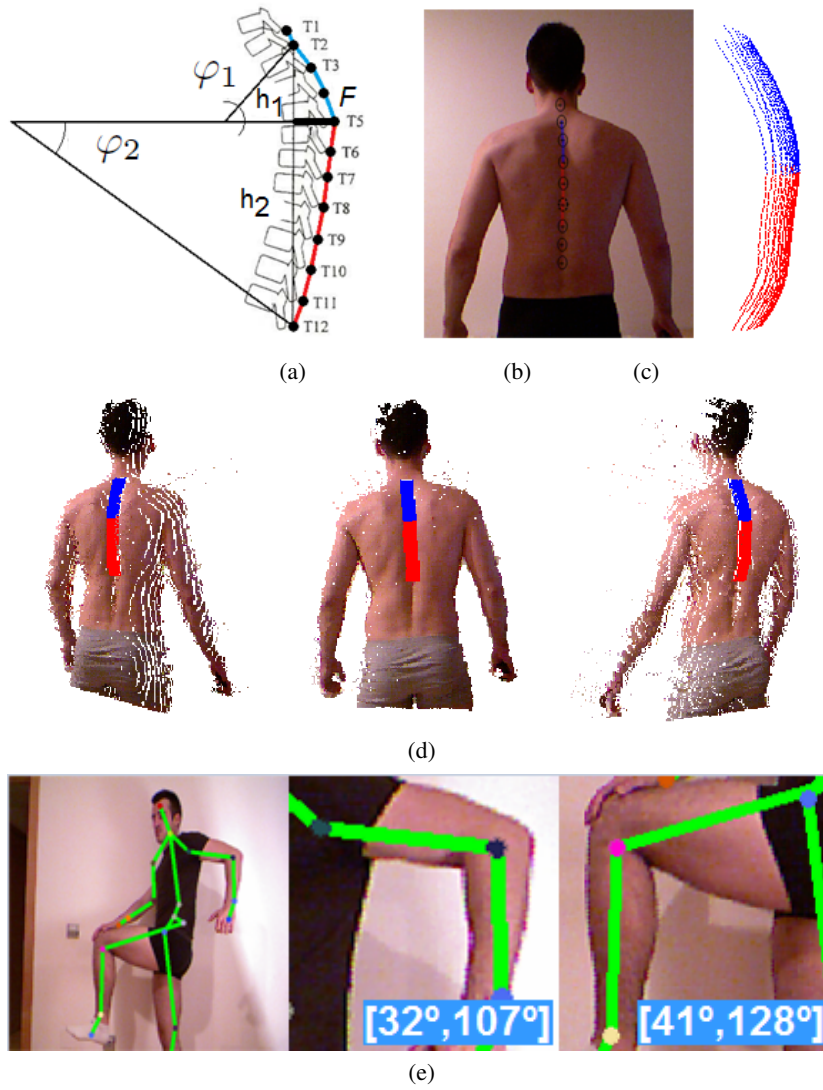 T1
T2
T3
φ1
h1
F
T5
φ2
T6
T7
h2
T8
T9
T10
T11
T12
(a)
(b)
(c)
(d)
[32º,107º]
[41º,128º]
(e)